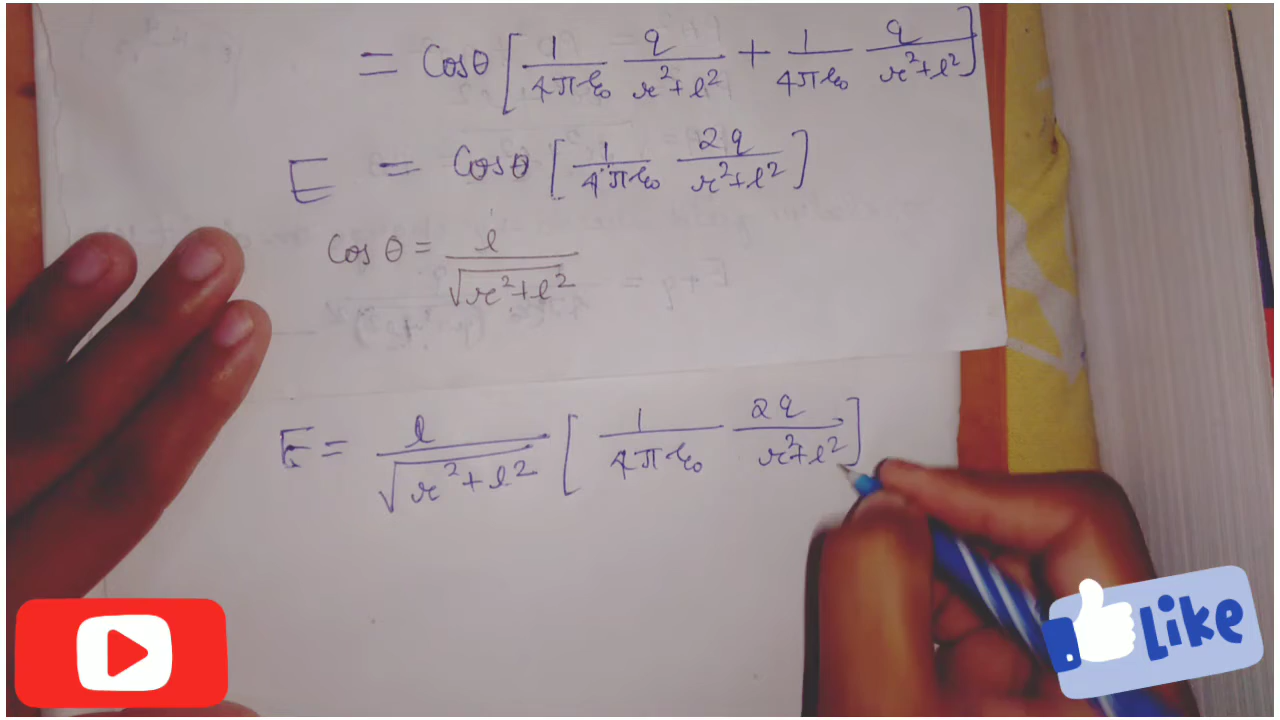 = Cosθ [ 1/4πε₀ q/r²+l² + 1/4πε₀ q/r²+l² ]
E = Cosθ [ 1/4πε₀ 2q/r²+l² ]
Cos θ = l/√r²+l²
E = l/√r²+l² [ 1/4πε₀ 2q/r²+l² ]
Like